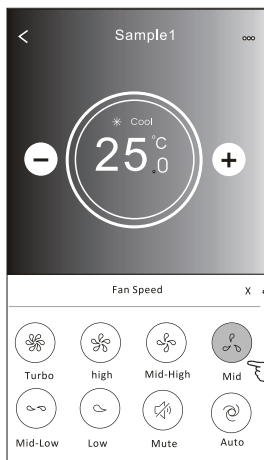 Sample1
Cool
25.0°C
Fan Speed X
Turbo high Mid-High Mid
Mid-Low Low Mute Auto